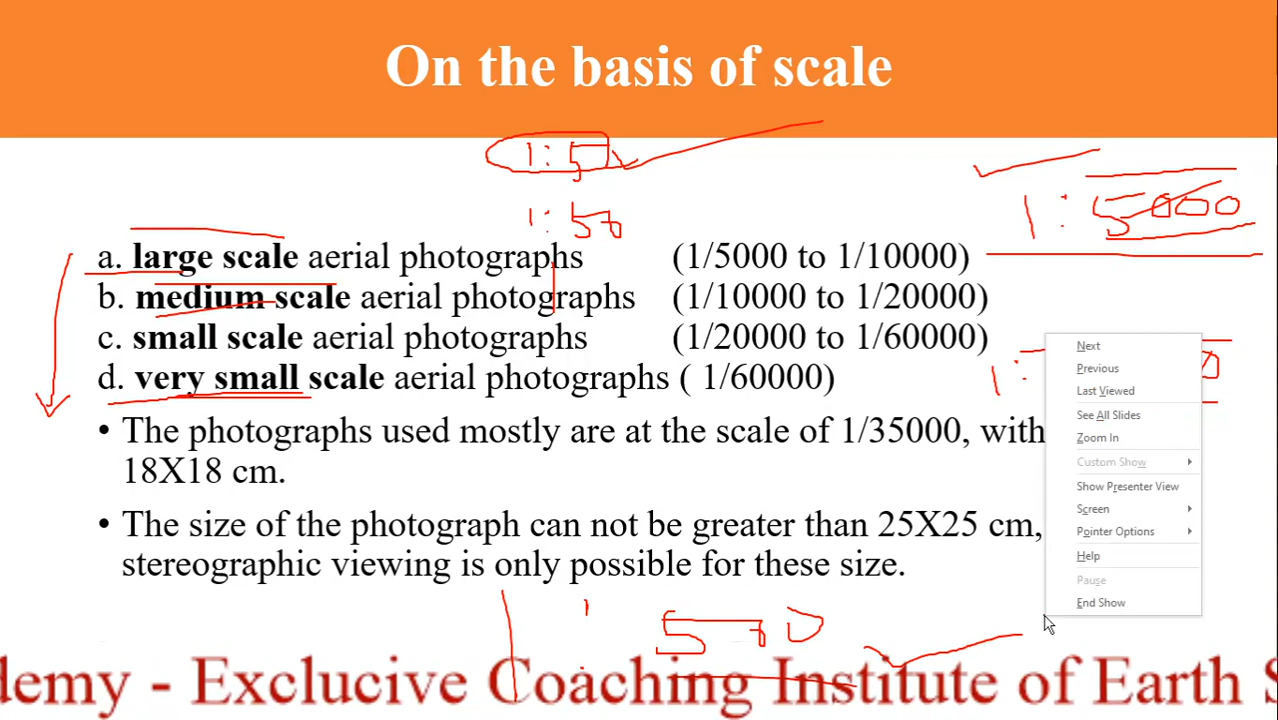 On the basis of scale
1:5
1:50
1:5000
a. large scale aerial photographs (1/5000 to 1/10000)
b. medium scale aerial photographs (1/10000 to 1/20000)
c. small scale aerial photographs (1/20000 to 1/60000)
d. very small scale aerial photographs ( 1/60000)
1:
• The photographs used mostly are at the scale of 1/35000, with
18X18 cm.
• The size of the photograph can not be greater than 25X25 cm,
stereographic viewing is only possible for these size.
Next
Previous
Last Viewed
See All Slides
Zoom In
Custom Show
Show Presenter View
Screen
Pointer Options
Help
Pause
End Show
demy - Exclucive Coaching Institute of Earth S